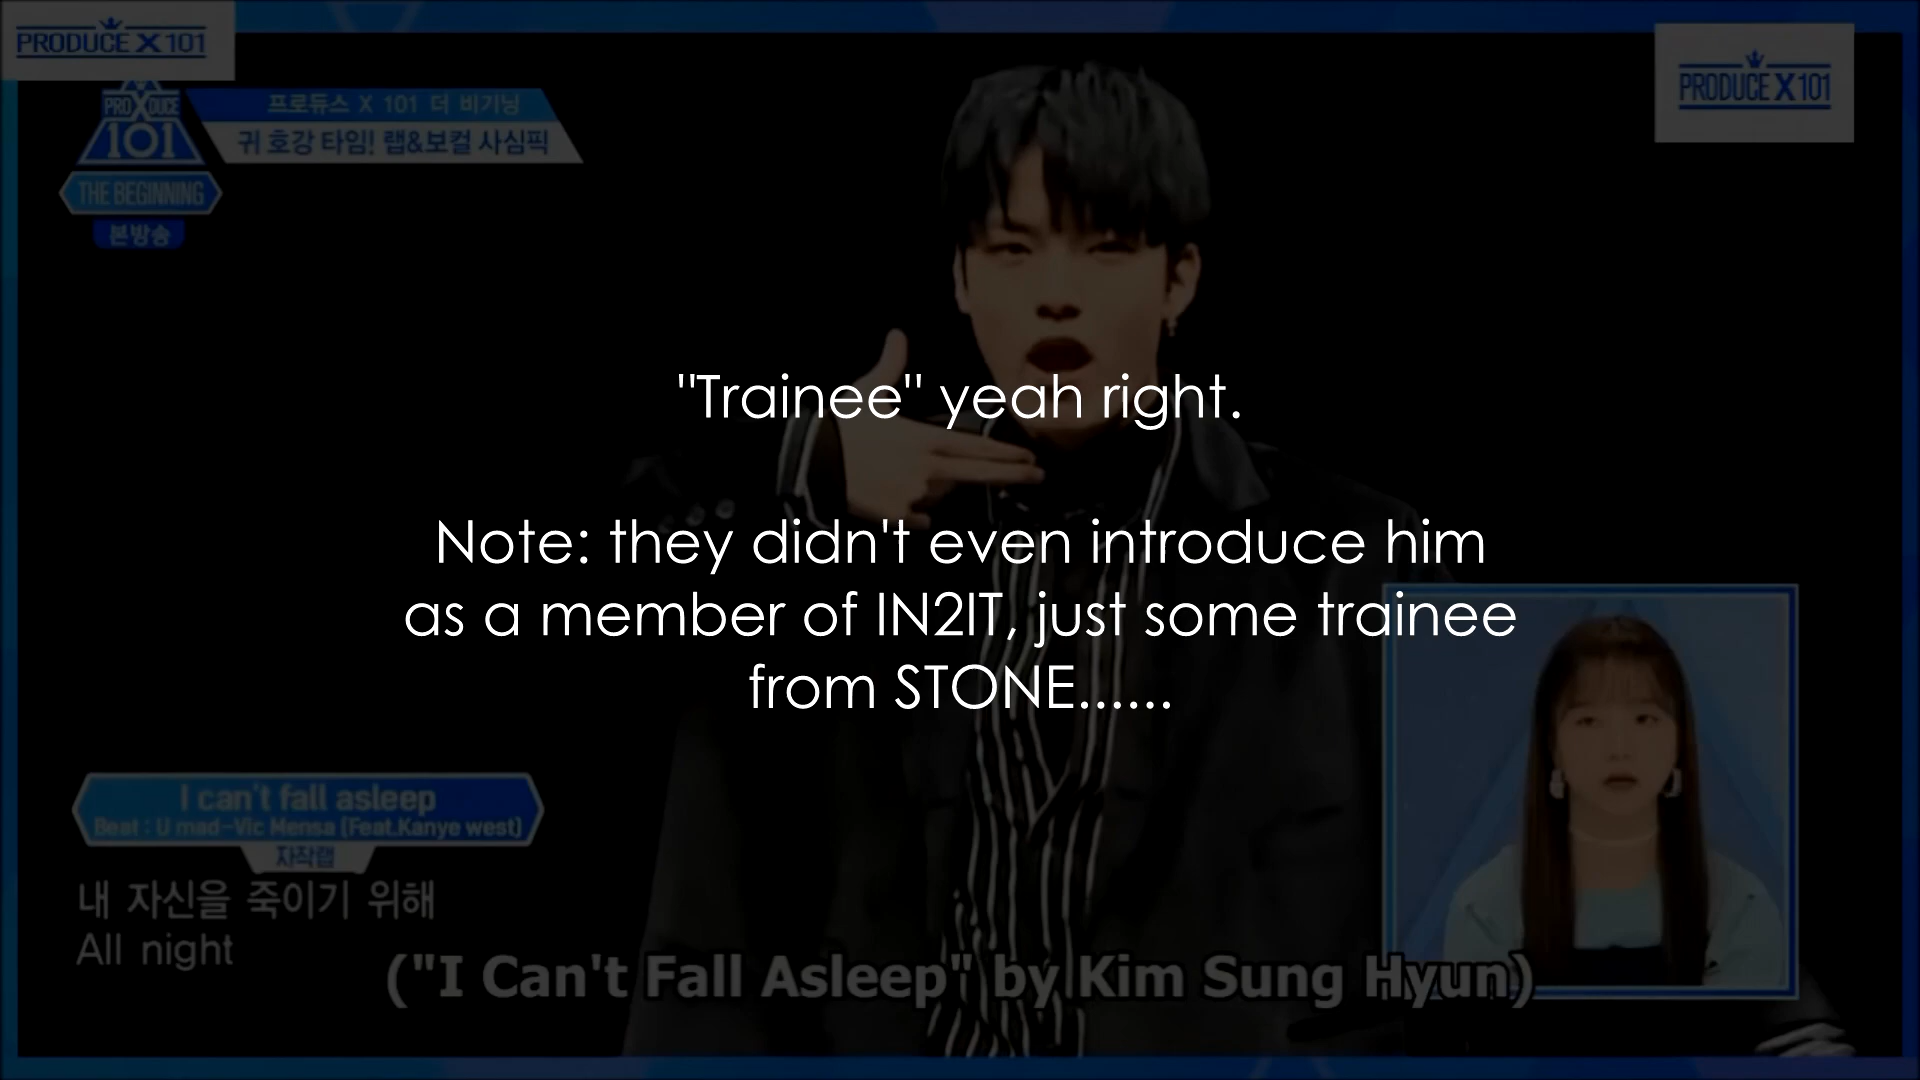 PRODUCE X 101
PRODUCE X 101
PRO X DUCE
101
THE BEGINNING
본방송
프로듀스 X 101 더 비기닝
귀 호강 타임! 랩&보컬 사심픽
"Trainee" yeah right.
Note: they didn't even introduce him
as a member of IN2IT, just some trainee
from STONE......
I can't fall asleep
Beat : U mad-Vic Mensa (Feat.Kanye west)
자작랩
내 자신을 죽이기 위해
All night
("I Can't Fall Asleep" by Kim Sung Hyun)